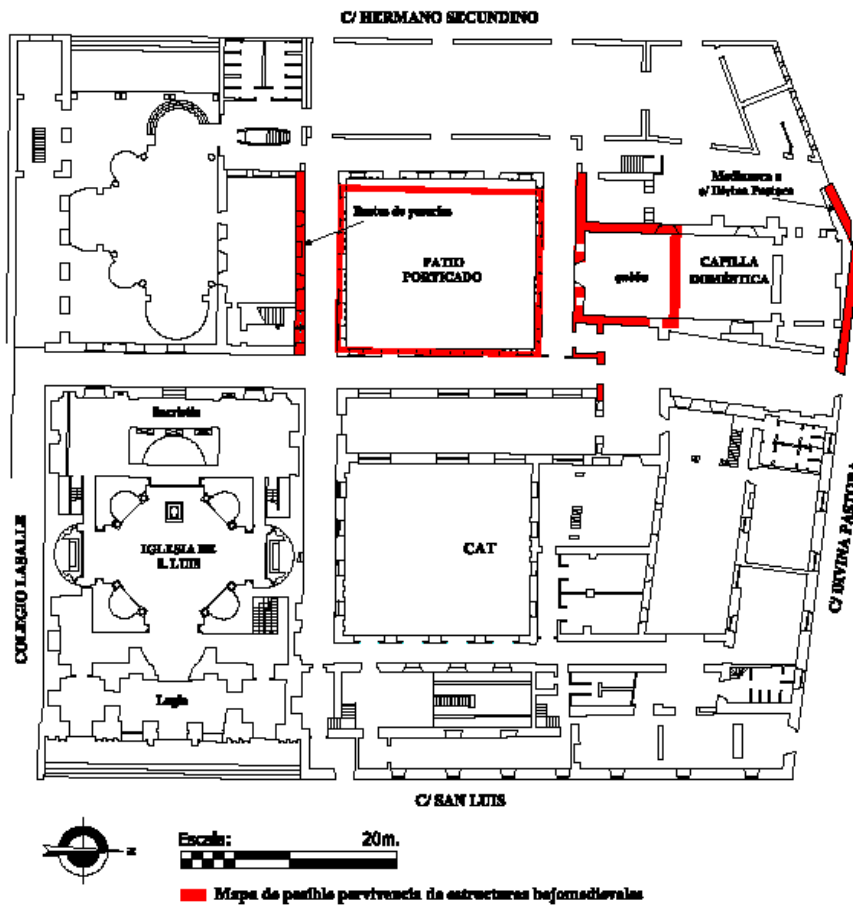 C/ HERMANO SECUNDINO
Medianera a
c/ Divina Pastora
Restos de yeserías
PATIO
PORTICADO
qubba
CAPILLA
DOMÉSTICA
Sacristía
IGLESIA DE
S. LUIS
CAT
COLEGIO LASALLE
C/ DIVINA PASTORA
Logia
C/ SAN LUIS
N
Escala: 20m.
Mapa de posible pervivencia de estructuras bajomedievales